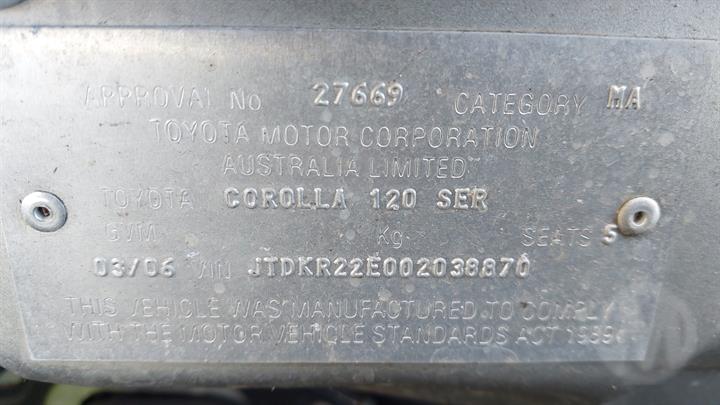 APPROVAL No. 27669 CATEGORY MA
TOYOTA MOTOR CORPORATION
AUSTRALIA LIMITED
TOYOTA COROLLA 120 SER
GVM Kg SEATS 5
03/06 VIN JTDKR22E002038870
THIS VEHICLE WAS MANUFACTURED TO COMPLY
WITH THE MOTOR VEHICLE STANDARDS ACT 1989.